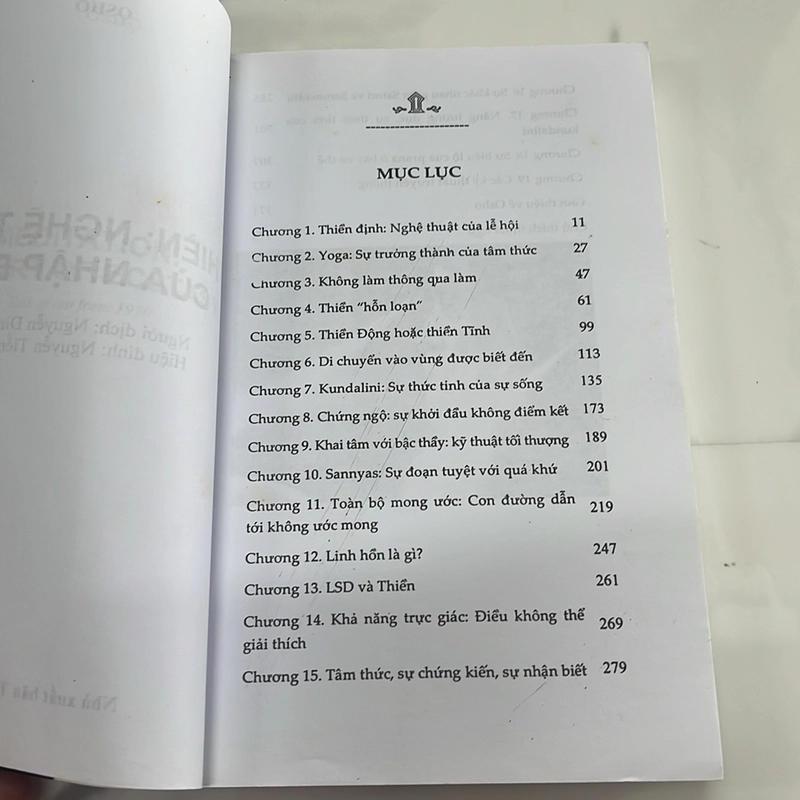 MỤC LỤC
Chương 1. Thiền định: Nghệ thuật của lễ hội 11
Chương 2. Yoga: Sự trưởng thành của tâm thức 27
Chương 3. Không làm thông qua làm 47
Chương 4. Thiền “hỗn loạn” 61
Chương 5. Thiền Động hoặc thiền Tĩnh 99
Chương 6. Di chuyển vào vùng được biết đến 113
Chương 7. Kundalini: Sự thức tỉnh của sự sống 135
Chương 8. Chứng ngộ: sự khởi đầu không điểm kết 173
Chương 9. Khai tâm với bậc thầy: kỹ thuật tối thượng 189
Chương 10. Sannyas: Sự đoạn tuyệt với quá khứ 201
Chương 11. Toàn bộ mong ước: Con đường dẫn
tới không ước mong 219
Chương 12. Linh hồn là gì? 247
Chương 13. LSD và Thiền 261
Chương 14. Khả năng trực giác: Điều không thể
giải thích 269
Chương 15. Tâm thức, sự chứng kiến, sự nhận biết 279